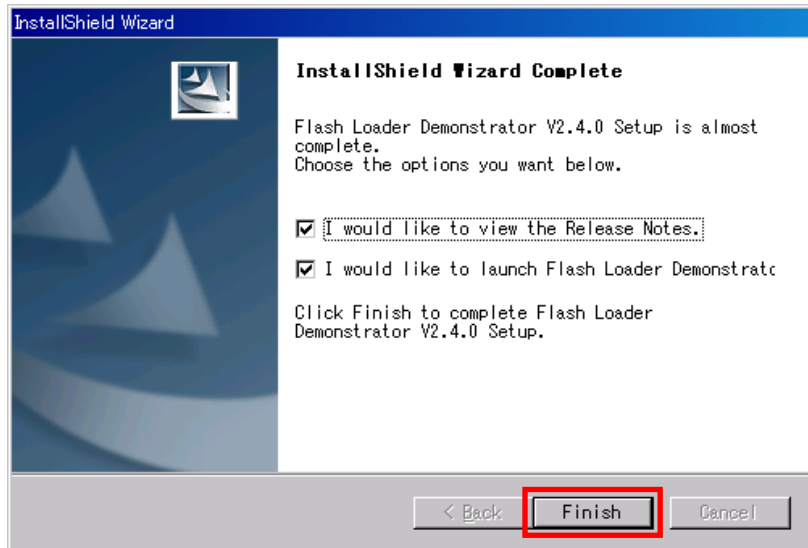 InstallShield Wizard
InstallShield Wizard Complete
Flash Loader Demonstrator V2.4.0 Setup is almost
complete.
Choose the options you want below.
I would like to view the Release Notes.
I would like to launch Flash Loader Demonstratc
Click Finish to complete Flash Loader
Demonstrator V2.4.0 Setup.
< Back
Finish
Cancel